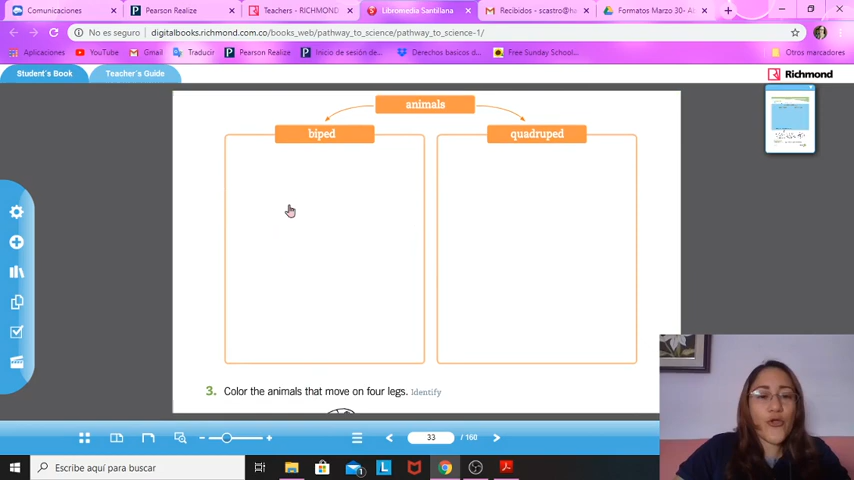 Comunicaciones
Pearson Realize
Teachers - RICHMOND
Libromedia Santillana
Recibidos - scastro@ha
Formatos Marzo 30- Ab
No es seguro
digitalbooks.richmond.com.co/books_web/pathway_to_science/pathway_to_science-1/
Aplicaciones
YouTube
Gmail
Traducir
Pearson Realize
Inicio de sesión de...
Derechos basicos d...
Free Sunday School...
Otros marcadores
Student's Book
Teacher's Guide
Richmond
animals
biped
quadruped
3. Color the animals that move on four legs. Identify
33 / 160
Escribe aquí para buscar